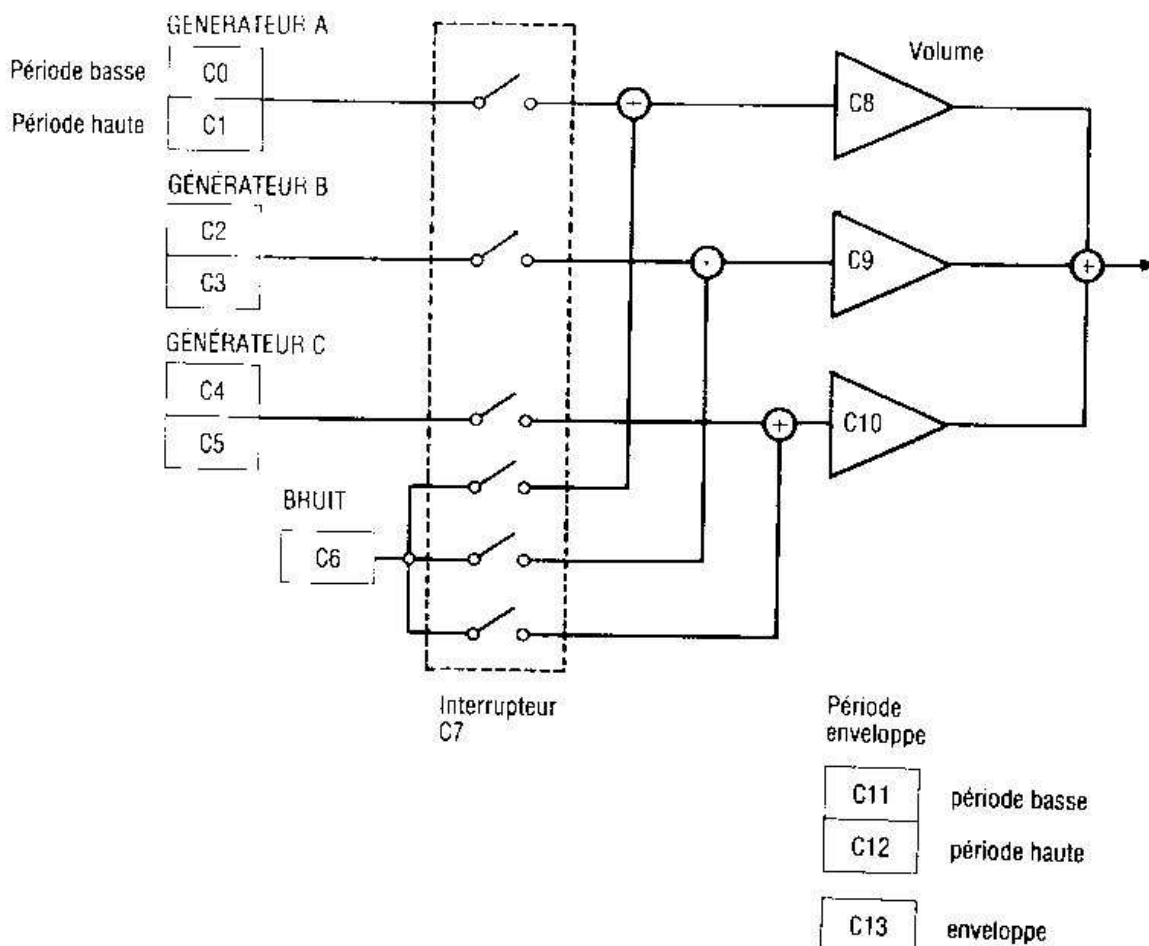 GENERATEUR A
Période basse
C0
Période haute
C1
GÉNÉRATEUR B
C2
C3
GÉNÉRATEUR C
C4
C5
BRUIT
C6
Interrupteur
C7
Volume
C8
C9
C10
Période
enveloppe
C11
période basse
C12
période haute
C13
enveloppe